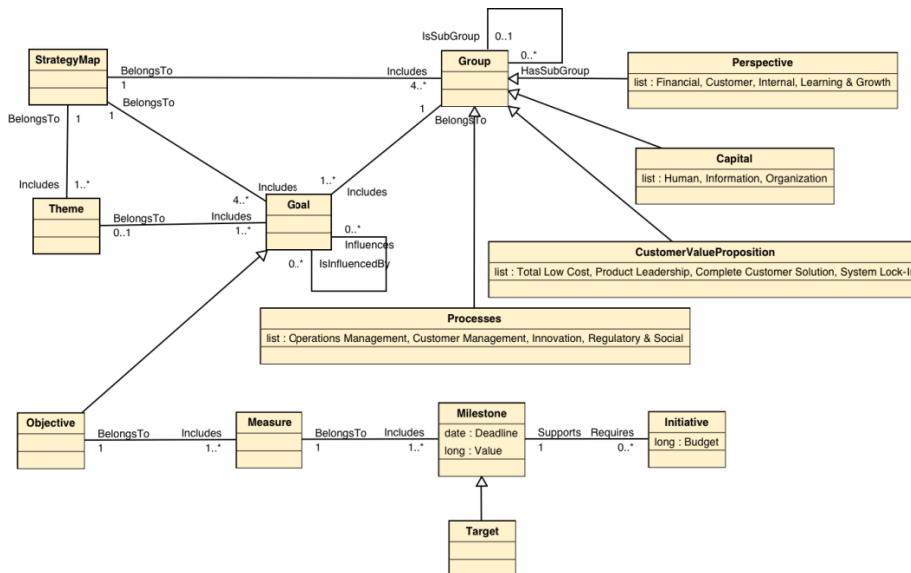 IsSubGroup
0..1
0..*
HasSubGroup
StrategyMap
Group
Perspective
list : Financial, Customer, Internal, Learning & Growth
BelongsTo
1
Includes
4..*
BelongsTo
1
BelongsTo
1
1
BelongsTo
Capital
list : Human, Information, Organization
Includes
1..*
Includes
4..*
1..*
Includes
Theme
Goal
BelongsTo
0..1
Includes
1..*
0..*
Influences
0..*
IsInfluencedBy
CustomerValueProposition
list : Total Low Cost, Product Leadership, Complete Customer Solution, System Lock-In
Processes
list : Operations Management, Customer Management, Innovation, Regulatory & Social
Objective
BelongsTo
1
Includes
1..*
Measure
BelongsTo
1
Includes
1..*
Milestone
date : Deadline
long : Value
Supports
1
Requires
0..*
Initiative
long : Budget
Target